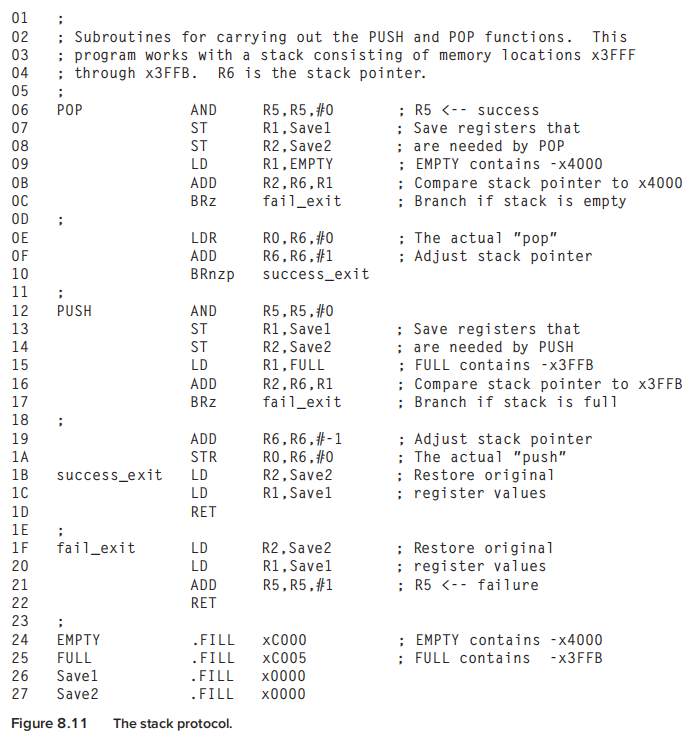 01 ;
02 ; Subroutines for carrying out the PUSH and POP functions. This
03 ; program works with a stack consisting of memory locations x3FFF
04 ; through x3FFB. R6 is the stack pointer.
05 ;
06 POP AND R5,R5,#0 ; R5 <-- success
07 ST R1,Save1 ; Save registers that
08 ST R2,Save2 ; are needed by POP
09 LD R1,EMPTY ; EMPTY contains -x4000
0B ADD R2,R6,R1 ; Compare stack pointer to x4000
0C BRz fail_exit ; Branch if stack is empty
0D ;
0E LDR R0,R6,#0 ; The actual "pop"
0F ADD R6,R6,#1 ; Adjust stack pointer
10 BRnzp success_exit
11 ;
12 PUSH AND R5,R5,#0
13 ST R1,Save1 ; Save registers that
14 ST R2,Save2 ; are needed by PUSH
15 LD R1,FULL ; FULL contains -x3FFB
16 ADD R2,R6,R1 ; Compare stack pointer to x3FFB
17 BRz fail_exit ; Branch if stack is full
18 ;
19 ADD R6,R6,#-1 ; Adjust stack pointer
1A STR R0,R6,#0 ; The actual "push"
1B success_exit LD R2,Save2 ; Restore original
1C LD R1,Save1 ; register values
1D RET
1E ;
1F fail_exit LD R2,Save2 ; Restore original
20 LD R1,Save1 ; register values
21 ADD R5,R5,#1 ; R5 <-- failure
22 RET
23 ;
24 EMPTY .FILL xC000 ; EMPTY contains -x4000
25 FULL .FILL xC005 ; FULL contains -x3FFB
26 Save1 .FILL x0000
27 Save2 .FILL x0000
Figure 8.11 The stack protocol.